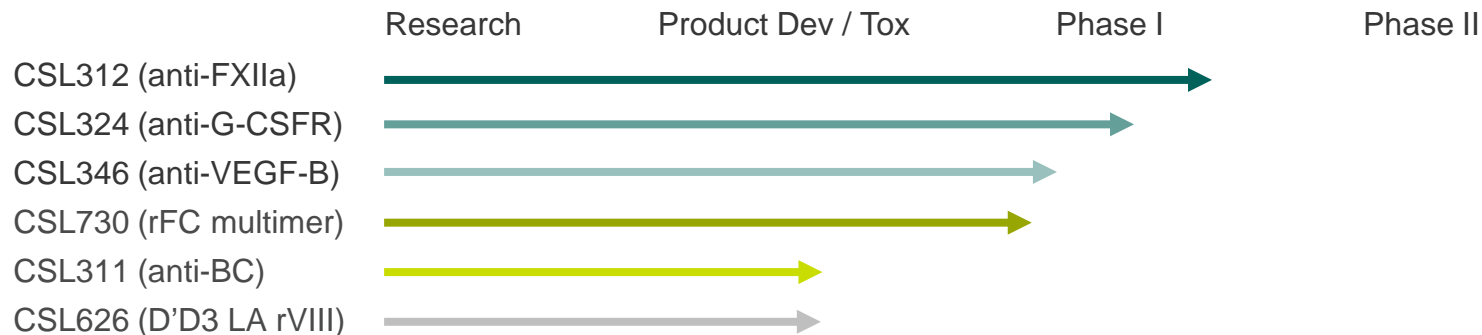 Research Product Dev / Tox Phase I Phase II
CSL312 (anti-FXIIa)
CSL324 (anti-G-CSFR)
CSL346 (anti-VEGF-B)
CSL730 (rFC multimer)
CSL311 (anti-BC)
CSL626 (D’D3 LA rVIII)